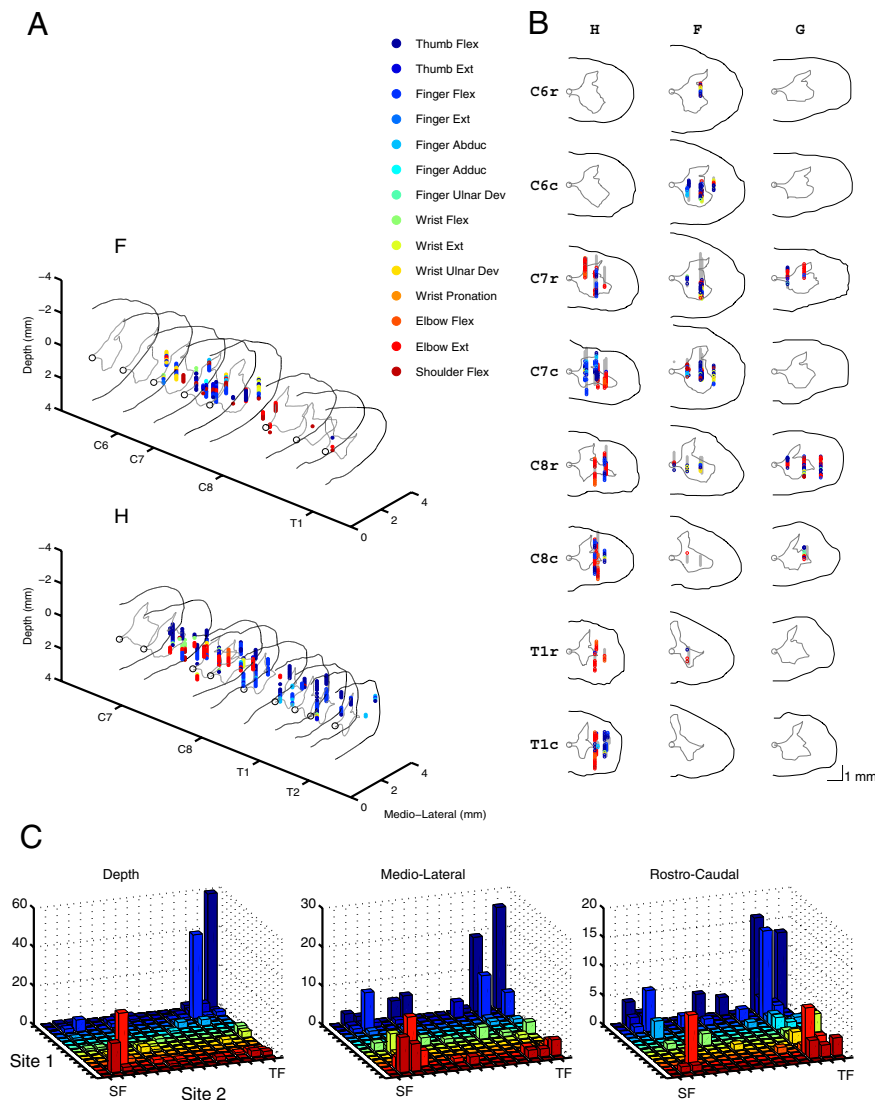 A
Thumb Flex
Thumb Ext
Finger Flex
Finger Ext
Finger Abduc
Finger Adduc
Finger Ulnar Dev
Wrist Flex
Wrist Ext
Wrist Ulnar Dev
Wrist Pronation
Elbow Flex
Elbow Ext
Shoulder Flex
F
Depth (mm)
−4
−2
0
2
4
C6
C7
C8
T1
0
2
4
H
Depth (mm)
−4
−2
0
2
4
C7
C8
T1
T2
0
2
4
Medio−Lateral (mm)
B
H F G
C6r
C6c
C7r
C7c
C8r
C8c
T1r
T1c
1 mm
C
Depth
60
40
20
0
Site 1
SF
Site 2
TF
Medio-Lateral
30
20
10
0
SF
TF
Rostro-Caudal
20
15
10
5
0
SF
TF